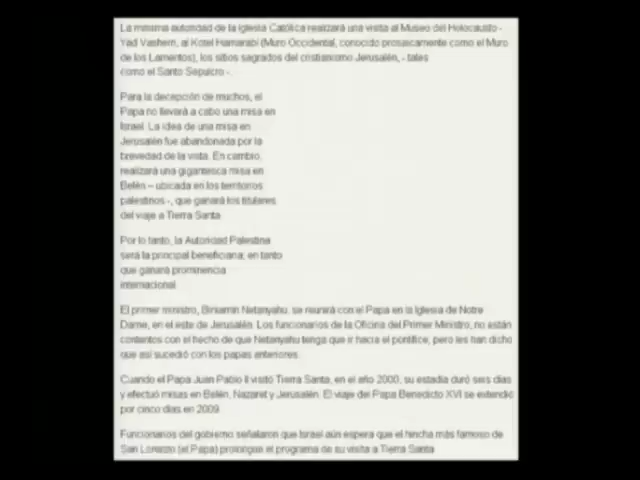 La máxima autoridad de la Iglesia Católica realizará una visita al Museo del Holocausto -
Yad Vashem, al Kotel Hamarabí (Muro Occidental, conocido prosaicamente como el Muro
de los Lamentos), los sitios sagrados del cristianismo Jerusalén, - tales
como el Santo Sepulcro -.
Para la decepción de muchos, el
Papa no llevará a cabo una misa en
Israel. La idea de una misa en
Jerusalén fue abandonada por la
brevedad de la visita. En cambio,
realizará una gigantesca misa en
Belén – ubicada en los territorios
palestinos -, que ganará los titulares
del viaje a Tierra Santa
Por lo tanto, la Autoridad Palestina
será la principal beneficiaria; en tanto
que ganará prominencia
internacional.
El primer ministro, Biniamín Netanyahu, se reunirá con el Papa en la Iglesia de Notre
Dame, en el este de Jerusalén. Los funcionarios de la Oficina del Primer Ministro, no están
contentos con el hecho de que Netanyahu tenga que ir hacia el pontífice, pero les han dicho
que así sucedió con los papas anteriores.
Cuando el Papa Juan Pablo II visitó Tierra Santa, en el año 2000, su estadía duró seis días
y efectuó misas en Belén, Nazaret y Jerusalén. El viaje del Papa Benedicto XVI se extendió
por cinco días en 2009.
Funcionarios del gobierno señalaron que Israel aún espera que el hincha más famoso de
San Lorenzo (el Papa) prolongue el programa de su visita a Tierra Santa